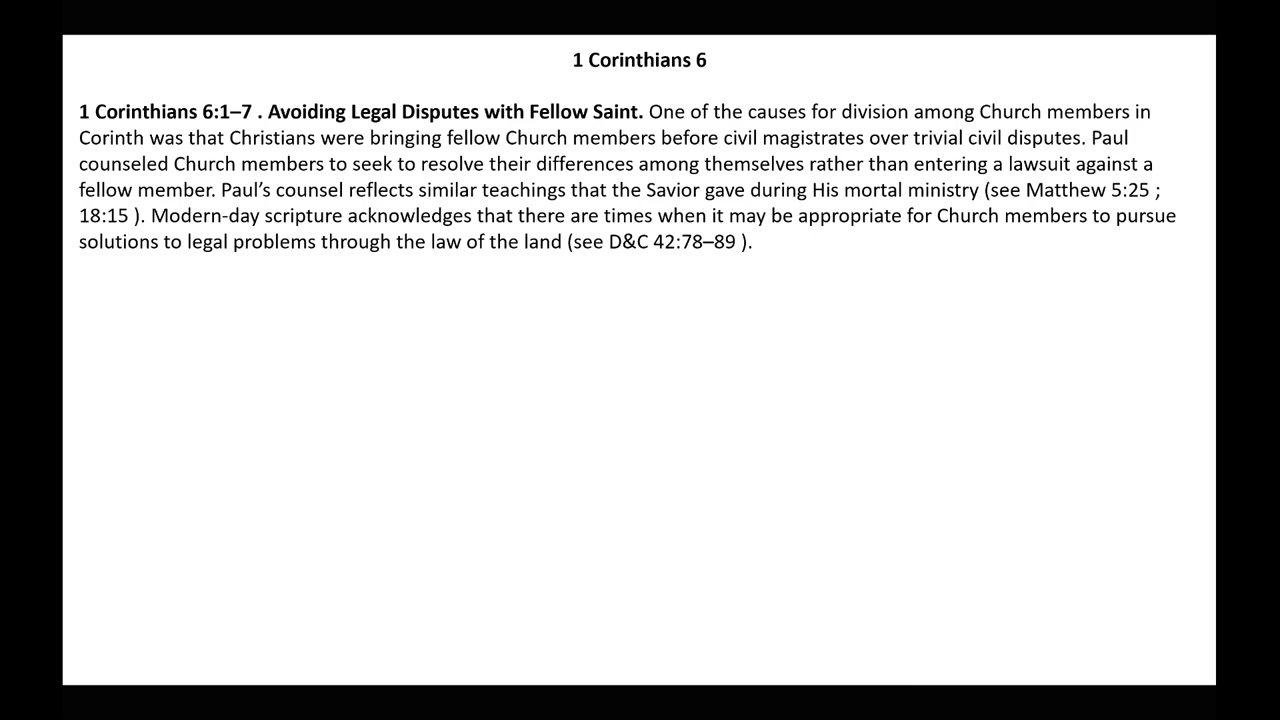 1 Corinthians 6
1 Corinthians 6:1–7 . Avoiding Legal Disputes with Fellow Saint. One of the causes for division among Church members in
Corinth was that Christians were bringing fellow Church members before civil magistrates over trivial civil disputes. Paul
counseled Church members to seek to resolve their differences among themselves rather than entering a lawsuit against a
fellow member. Paul’s counsel reflects similar teachings that the Savior gave during His mortal ministry (see Matthew 5:25 ;
18:15 ). Modern-day scripture acknowledges that there are times when it may be appropriate for Church members to pursue
solutions to legal problems through the law of the land (see D&C 42:78–89 ).